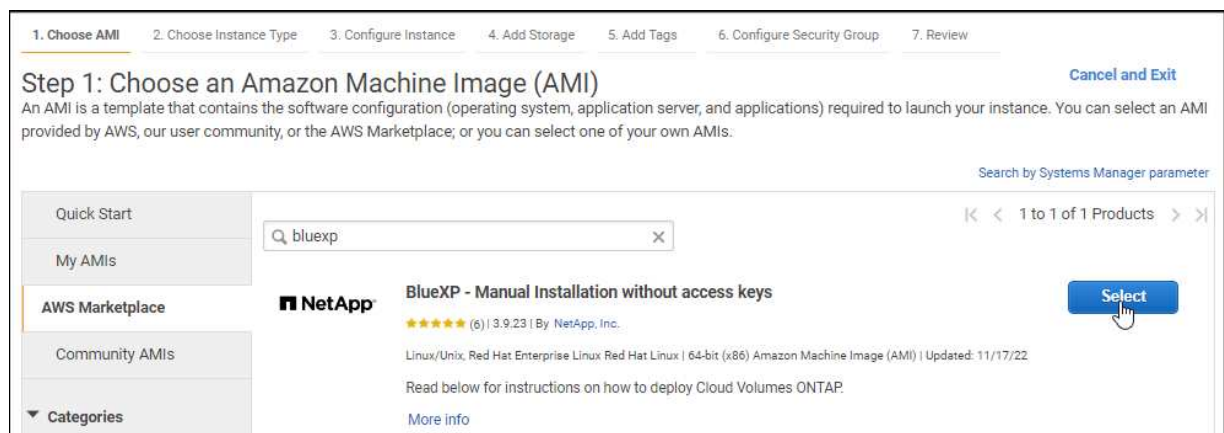 1. Choose AMI 2. Choose Instance Type 3. Configure Instance 4. Add Storage 5. Add Tags 6. Configure Security Group 7. Review
Step 1: Choose an Amazon Machine Image (AMI)
Cancel and Exit
An AMI is a template that contains the software configuration (operating system, application server, and applications) required to launch your instance. You can select an AMI
provided by AWS, our user community, or the AWS Marketplace; or you can select one of your own AMIs.
Search by Systems Manager parameter
Quick Start
My AMIs
AWS Marketplace
Community AMIs
Categories
bluexp
1 to 1 of 1 Products
NetApp
BlueXP - Manual Installation without access keys
(6) | 3.9.23 | By NetApp, Inc.
Linux/Unix, Red Hat Enterprise Linux Red Hat Linux | 64-bit (x86) Amazon Machine Image (AMI) | Updated: 11/17/22
Read below for instructions on how to deploy Cloud Volumes ONTAP.
More info
Select